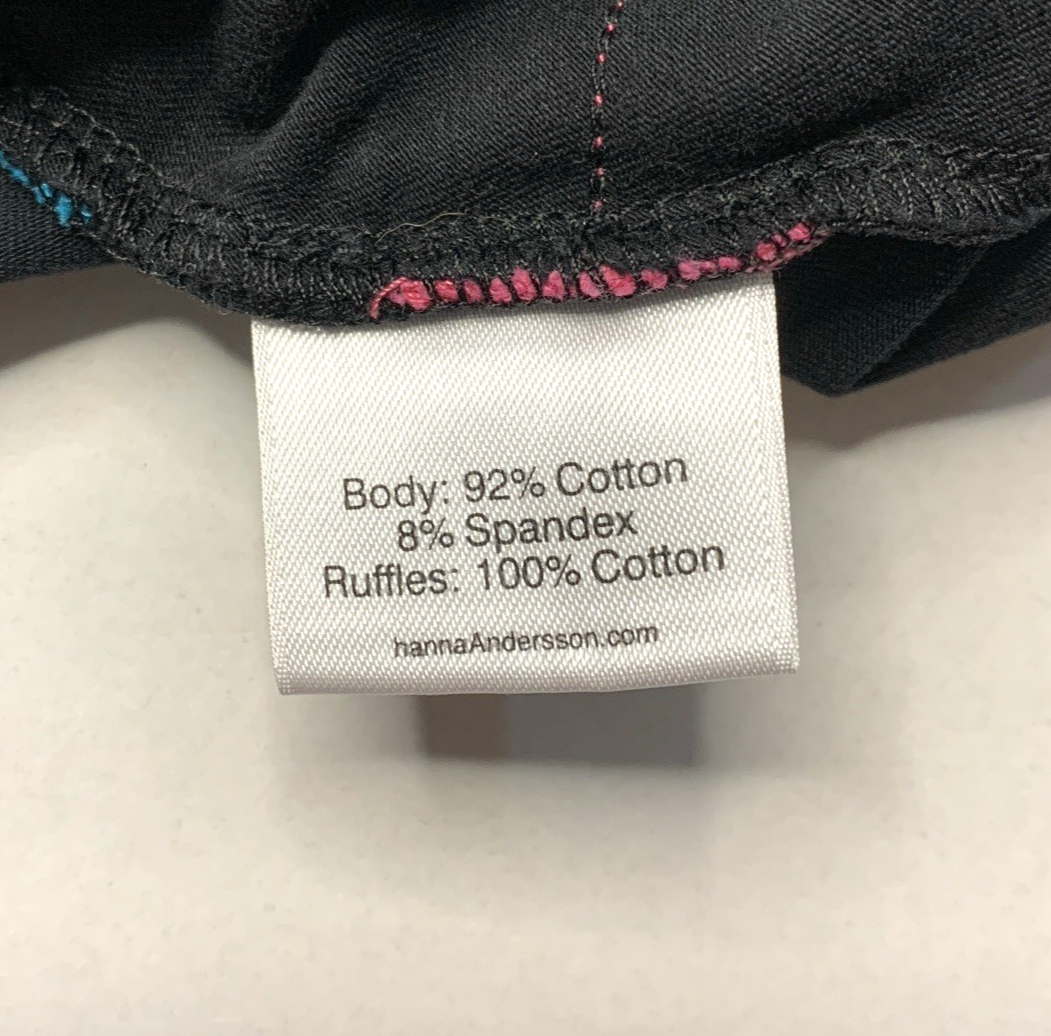 Body: 92% Cotton
8% Spandex
Ruffles: 100% Cotton
hannaAndersson.com